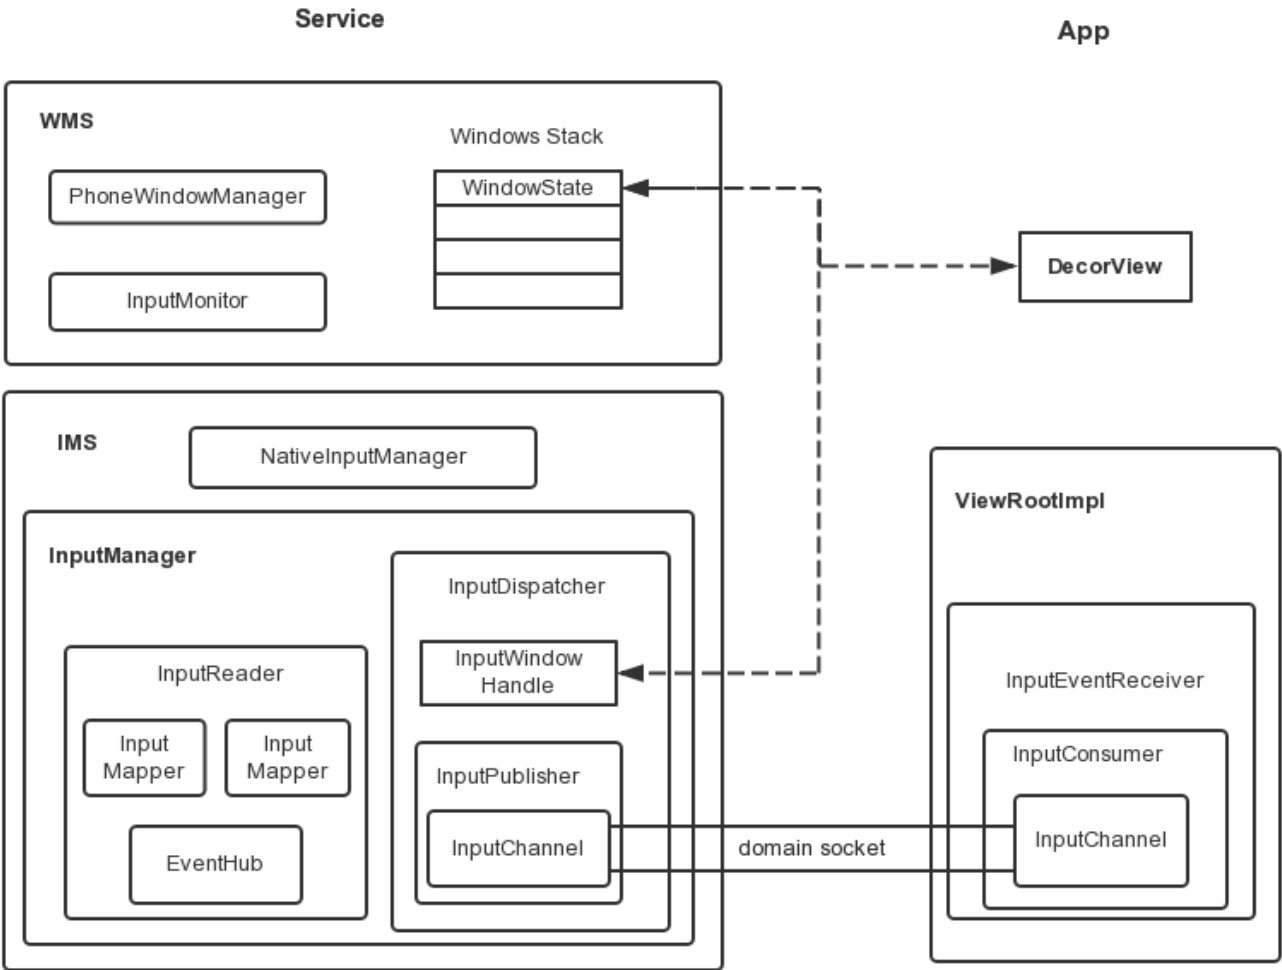 Service
App
WMS
Windows Stack
PhoneWindowManager
WindowState
InputMonitor
DecorView
IMS
NativeInputManager
ViewRootImpl
InputManager
InputDispatcher
InputWindow
Handle
InputReader
InputEventReceiver
Input
Mapper
Input
Mapper
InputPublisher
InputConsumer
EventHub
InputChannel
domain socket
InputChannel